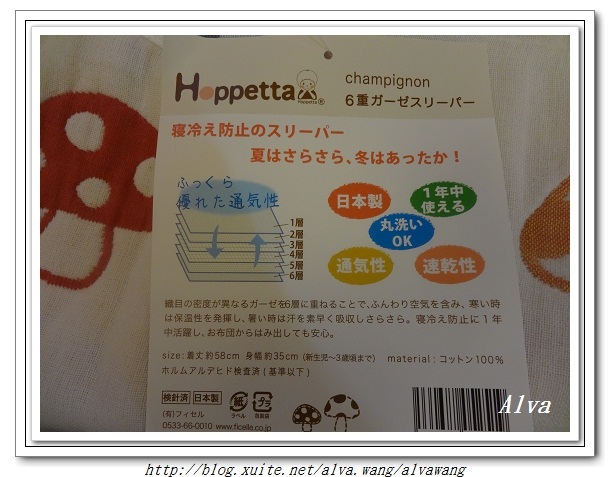 Hoppetta
Hoppetta®
champignon
6重ガーゼスリーパー
寝冷え防止のスリーパー
夏はさらさら、冬はあったか！
ふっくら
優れた通気性
1層
2層
3層
4層
5層
6層
日本製
1年中
使える
丸洗い
OK
通気性
速乾性
織目の密度が異なるガーゼを6層に重ねることで、ふんわり空気を含み、寒い時
は保温性を発揮し、暑い時は汗を素早く吸収しさらさら。寝冷え防止に1年
中活躍し、お布団からはみ出しても安心。
size: 着丈約58cm 身幅約35cm (新生児〜3歳頃まで) material : コットン100%
ホルムアルデヒド検査済 ( 基準以下 )
検針済 日本製
(有)フィセル
0533-66-0010 www.ficelle.co.jp
紙
ラベル
プラ
包装袋
Alva
http://blog.xuite.net/alva.wang/alvawang